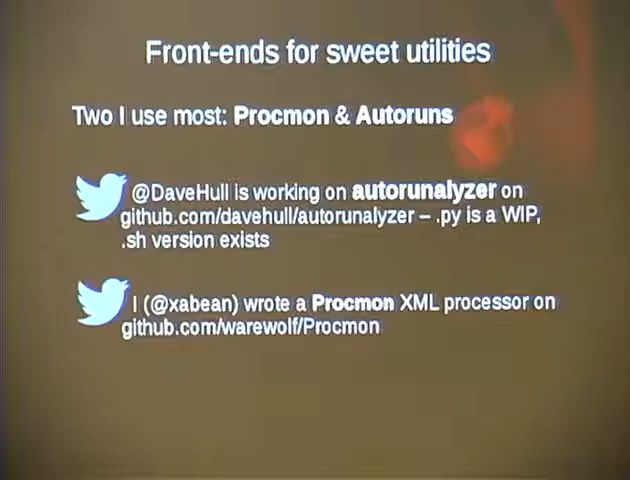 Front-ends for sweet utilities
Two I use most: Procmon & Autoruns
@DaveHull is working on autorunalyzer on
github.com/davehull/autorunalyzer – .py is a WIP,
.sh version exists
I (@xabean) wrote a Procmon XML processor on
github.com/warewolf/Procmon